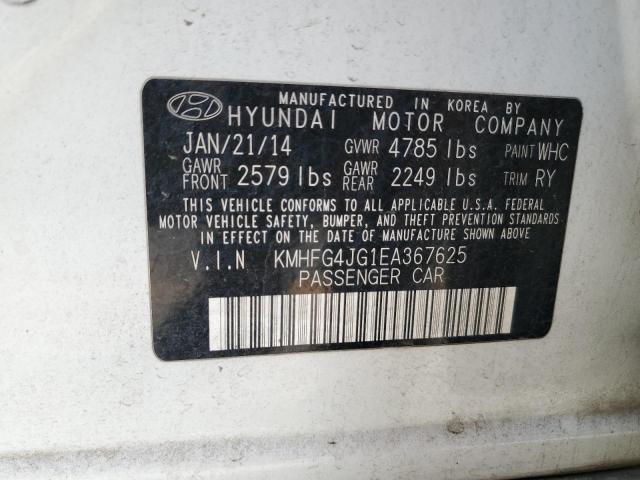 MANUFACTURED IN KOREA BY
HYUNDAI MOTOR COMPANY
JAN/21/14 GVWR 4785 lbs PAINT WHC
GAWR FRONT 2579 lbs GAWR REAR 2249 lbs TRIM RY
THIS VEHICLE CONFORMS TO ALL APPLICABLE U.S.A. FEDERAL
MOTOR VEHICLE SAFETY, BUMPER, AND THEFT PREVENTION STANDARDS
IN EFFECT ON THE DATE OF MANUFACTURE SHOWN ABOVE.
V.I.N KMHFG4JG1EA367625
PASSENGER CAR